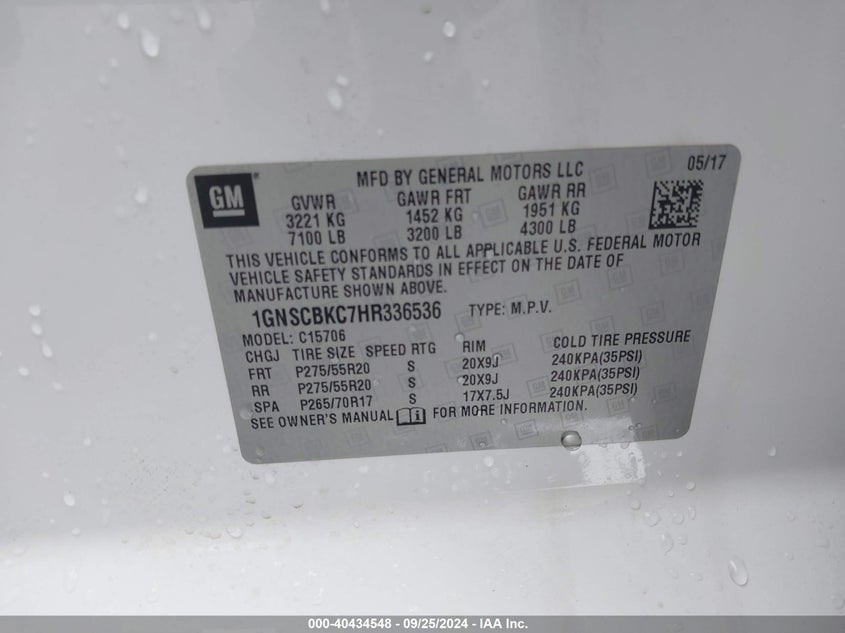 GM
MFD BY GENERAL MOTORS LLC 05/17
GVWR GAWR FRT GAWR RR
3221 KG 1452 KG 1951 KG
7100 LB 3200 LB 4300 LB
THIS VEHICLE CONFORMS TO ALL APPLICABLE U.S. FEDERAL MOTOR
VEHICLE SAFETY STANDARDS IN EFFECT ON THE DATE OF
MANUFACTURE SHOWN ABOVE.
1GNSCBKC7HR336536 TYPE: M.P.V.
MODEL: C15706
CHGJ TIRE SIZE SPEED RTG RIM COLD TIRE PRESSURE
FRT P275/55R20 S 20X9J 240KPA(35PSI)
RR P275/55R20 S 20X9J 240KPA(35PSI)
SPA P265/70R17 S 17X7.5J 240KPA(35PSI)
SEE OWNER'S MANUAL FOR MORE INFORMATION.
000-40434548 - 09/25/2024 - IAA Inc.